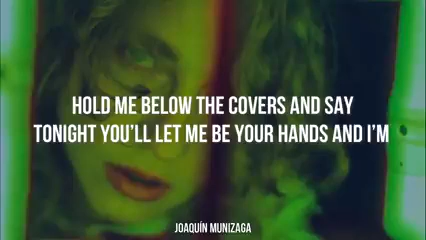 HOLD ME BELOW THE COVERS AND SAY
TONIGHT YOU'LL LET ME BE YOUR HANDS AND I'M
JOAQUÍN MUNIZAGA